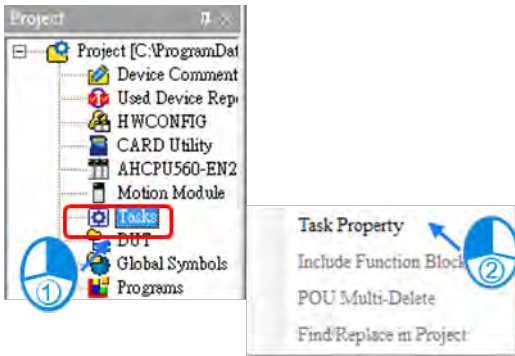 Project
Project [C:\ProgramDat
Device Comment
Used Device Rep
HWCONFIG
CARD Utility
AHCPU560-EN2
Motion Module
Tasks
DUT
Global Symbols
Programs
1
Task Property
Include Function Block
2
POU Multi-Delete
Find/Replace in Project